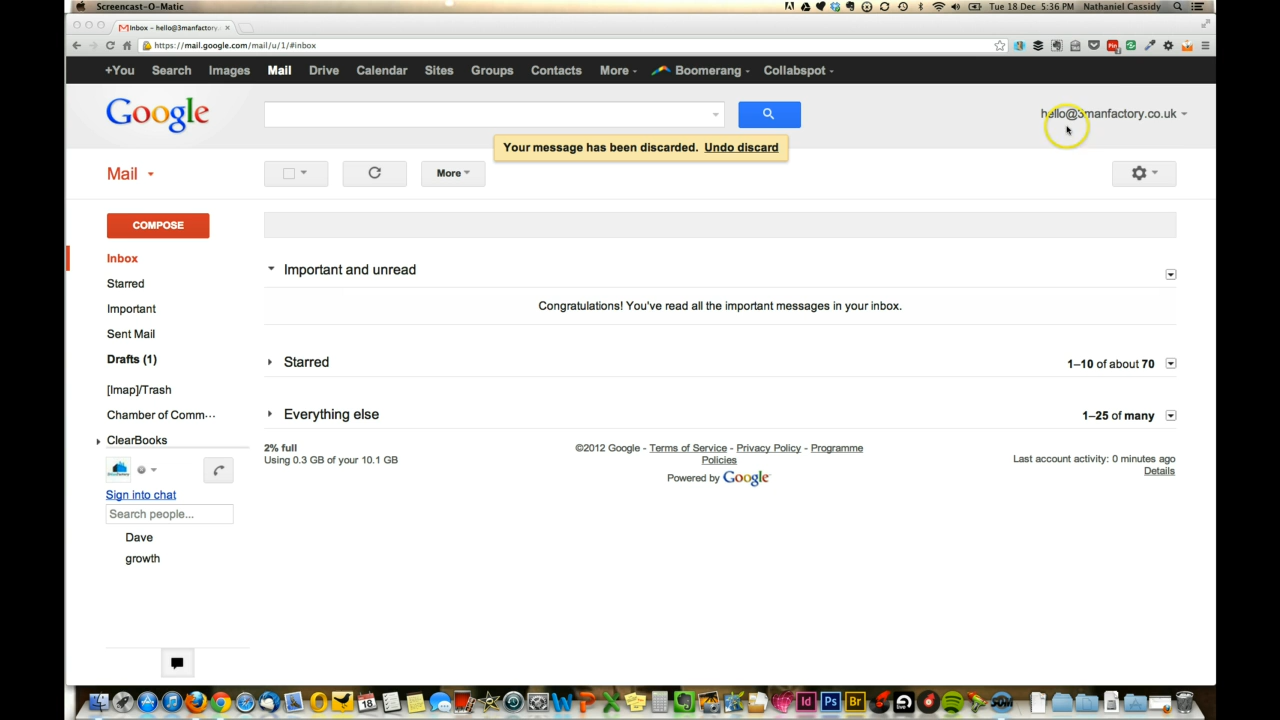 Screencast-O-Matic
Tue 18 Dec 5:36 PM Nathaniel Cassidy
Inbox – hello@3manfactory.
https://mail.google.com/mail/u/1/#inbox
+You Search Images Mail Drive Calendar Sites Groups Contacts More Boomerang Collabspot
Google
hello@3manfactory.co.uk
Your message has been discarded. Undo discard
Mail
More
COMPOSE
Inbox
Starred
Important
Sent Mail
Drafts (1)
[Imap]/Trash
Chamber of Comm···
ClearBooks
Sign into chat
Search people...
Dave
growth
Important and unread
Congratulations! You've read all the important messages in your inbox.
Starred
1–10 of about 70
Everything else
1–25 of many
2% full
Using 0.3 GB of your 10.1 GB
©2012 Google - Terms of Service - Privacy Policy - Programme
Policies
Powered by Google
Last account activity: 0 minutes ago
Details
18
Id Ps Br
SOM